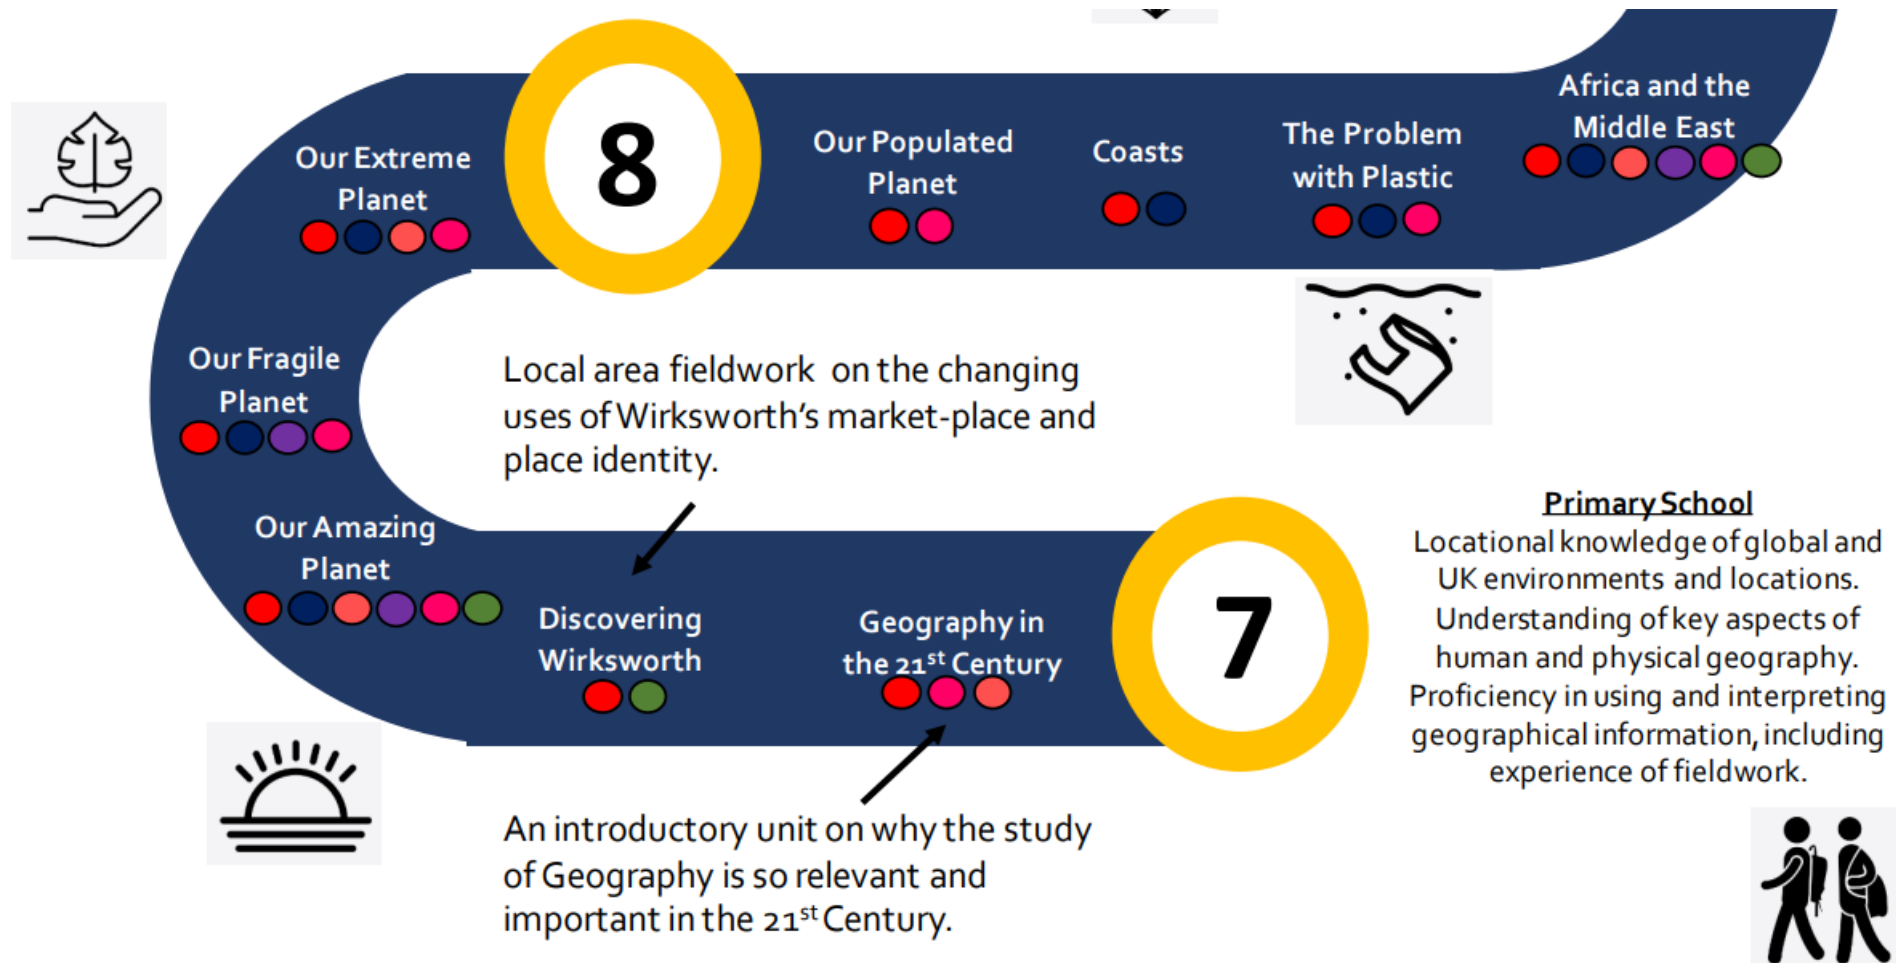 Africa and the
Middle East
The Problem
with Plastic
Coasts
Our Populated
Planet
8
Our Extreme
Planet
Our Fragile
Planet
Our Amazing
Planet
Local area fieldwork on the changing
uses of Wirksworth's market-place and
place identity.
Discovering
Wirksworth
Geography in
the 21st Century
7
An introductory unit on why the study
of Geography is so relevant and
important in the 21st Century.
Primary School
Locational knowledge of global and
UK environments and locations.
Understanding of key aspects of
human and physical geography.
Proficiency in using and interpreting
geographical information, including
experience of fieldwork.